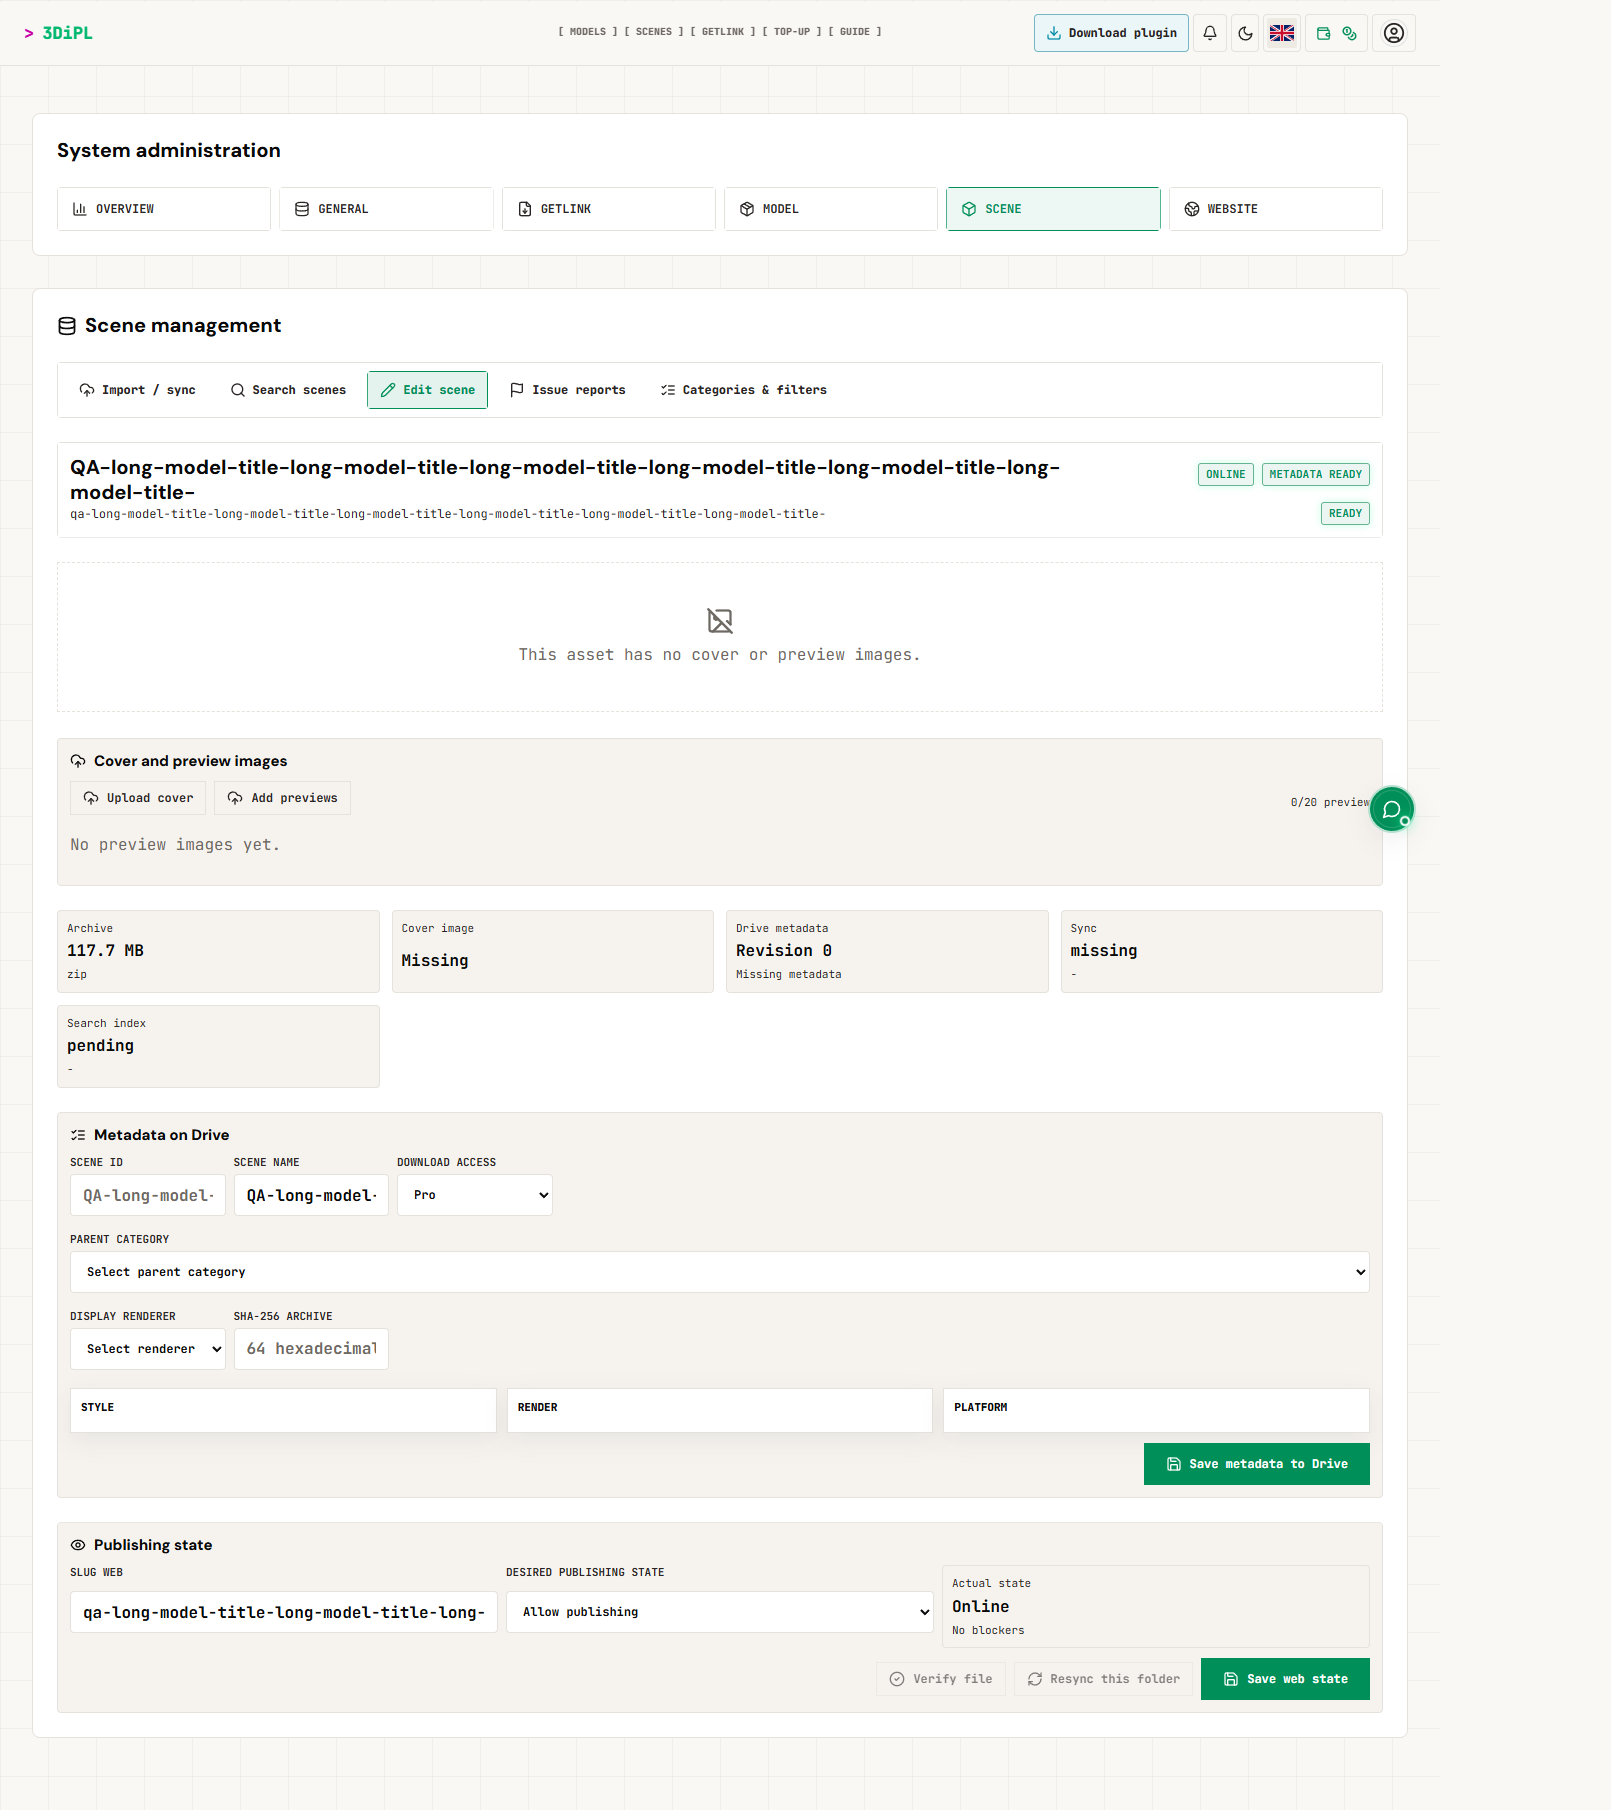 > 3DiPL
[ MODELS ] [ SCENES ] [ GETLINK ] [ TOP-UP ] [ GUIDE ]
Download plugin
System administration
OVERVIEW
GENERAL
GETLINK
MODEL
SCENE
WEBSITE
Scene management
Import / sync
Search scenes
Edit scene
Issue reports
Categories & filters
QA-long-model-title-long-model-title-long-model-title-long-model-title-long-model-title-long-
model-title-
qa-long-model-title-long-model-title-long-model-title-long-model-title-long-model-title-long-model-title-
ONLINE
METADATA READY
READY
This asset has no cover or preview images.
Cover and preview images
Upload cover
Add previews
0/20 preview
No preview images yet.
Archive
117.7 MB
zip
Cover image
Missing
Drive metadata
Revision 0
Missing metadata
Sync
missing
-
Search index
pending
-
Metadata on Drive
SCENE ID
SCENE NAME
DOWNLOAD ACCESS
QA-long-model-
QA-long-model-
Pro
PARENT CATEGORY
Select parent category
DISPLAY RENDERER
SHA-256 ARCHIVE
Select renderer
64 hexadecimal
STYLE
RENDER
PLATFORM
Save metadata to Drive
Publishing state
SLUG WEB
DESIRED PUBLISHING STATE
qa-long-model-title-long-model-title-long-
Allow publishing
Actual state
Online
No blockers
Verify file
Resync this folder
Save web state